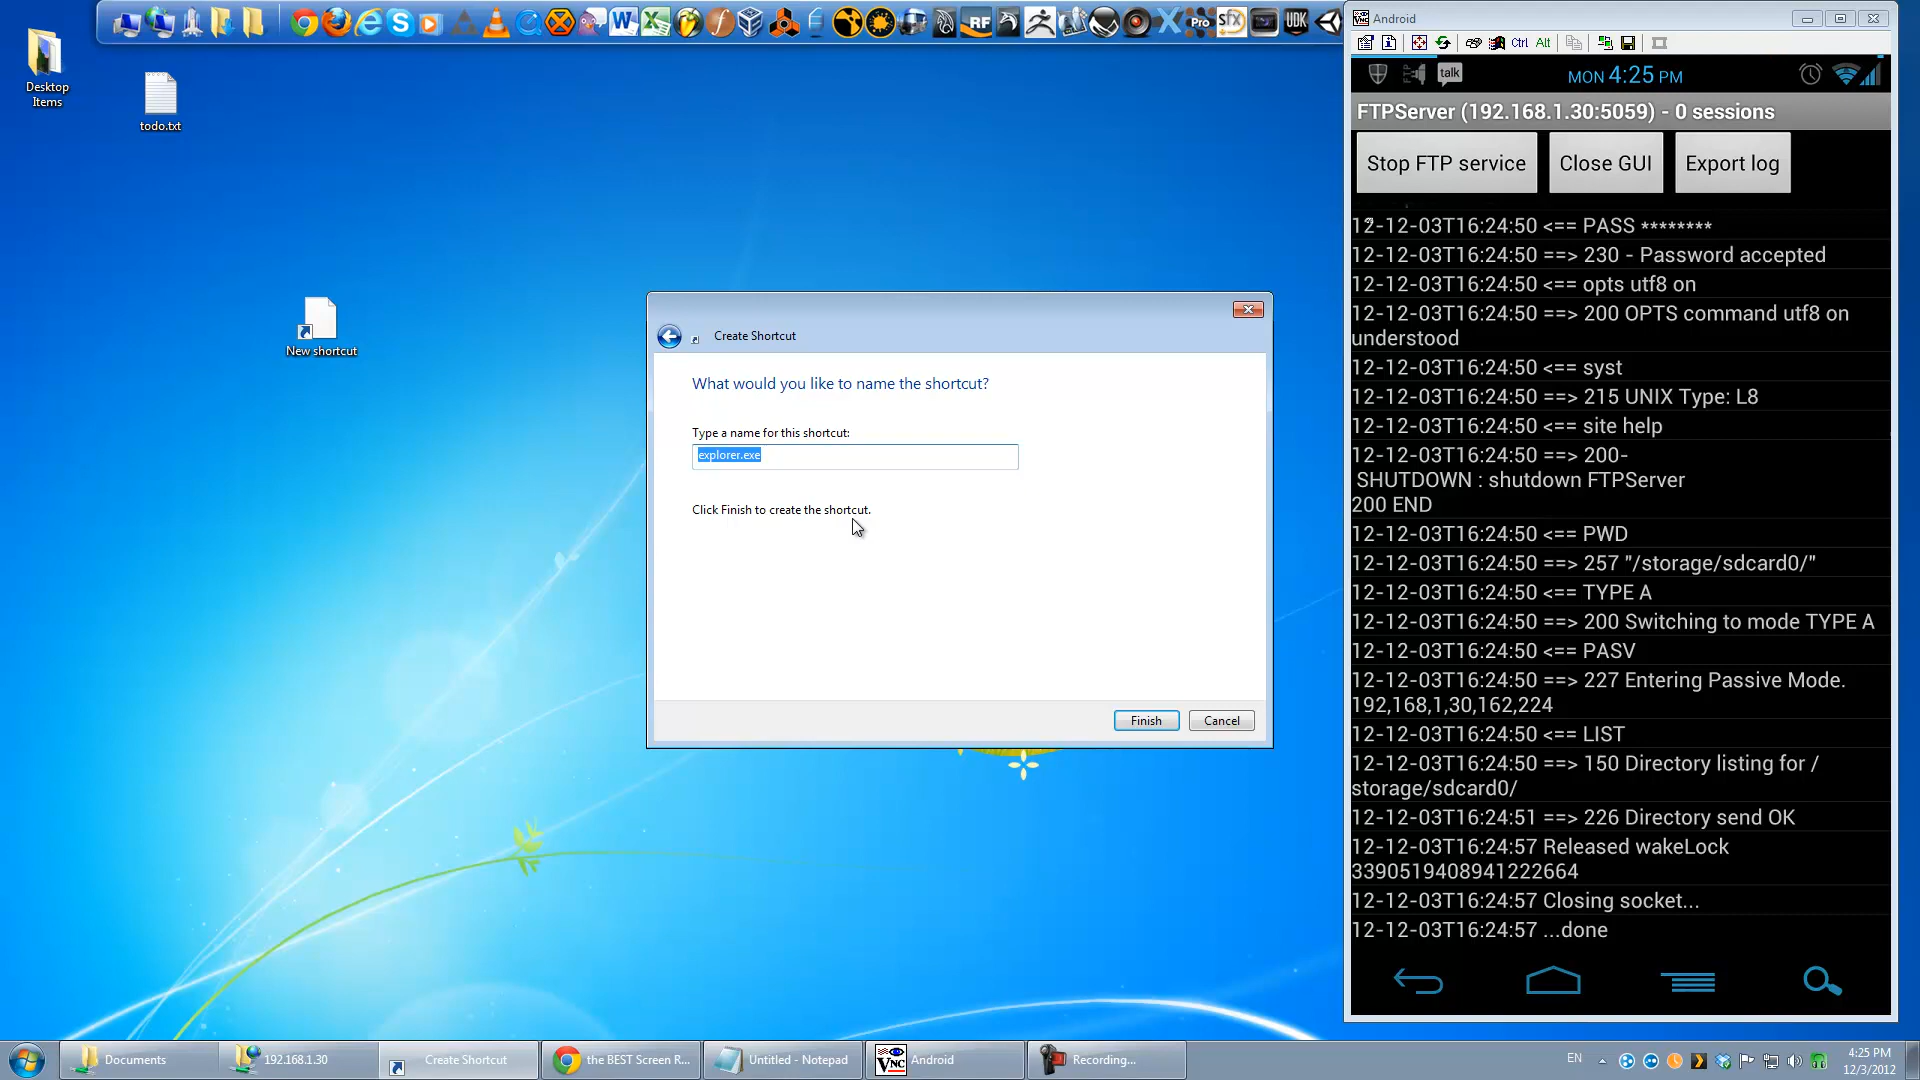 Desktop
Items
todo.txt
New shortcut
RF
Pro
sfx
UDK
Create Shortcut
What would you like to name the shortcut?
Type a name for this shortcut:
explorer.exe
Click Finish to create the shortcut.
Finish
Cancel
Android
Ctrl Alt
talk
MON 4:25 PM
FTPServer (192.168.1.30:5059) - 0 sessions
Stop FTP service
Close GUI
Export log
12-12-03T16:24:50 <== PASS ********
12-12-03T16:24:50 ==> 230 - Password accepted
12-12-03T16:24:50 <== opts utf8 on
12-12-03T16:24:50 ==> 200 OPTS command utf8 on
understood
12-12-03T16:24:50 <== syst
12-12-03T16:24:50 ==> 215 UNIX Type: L8
12-12-03T16:24:50 <== site help
12-12-03T16:24:50 ==> 200-
SHUTDOWN : shutdown FTPServer
200 END
12-12-03T16:24:50 <== PWD
12-12-03T16:24:50 ==> 257 "/storage/sdcard0/"
12-12-03T16:24:50 <== TYPE A
12-12-03T16:24:50 ==> 200 Switching to mode TYPE A
12-12-03T16:24:50 <== PASV
12-12-03T16:24:50 ==> 227 Entering Passive Mode.
192,168,1,30,162,224
12-12-03T16:24:50 <== LIST
12-12-03T16:24:50 ==> 150 Directory listing for /
storage/sdcard0/
12-12-03T16:24:51 ==> 226 Directory send OK
12-12-03T16:24:57 Released wakeLock
3390519408941222664
12-12-03T16:24:57 Closing socket...
12-12-03T16:24:57 ...done
Documents
192.168.1.30
Create Shortcut
the BEST Screen R...
Untitled - Notepad
VNC
Android
Recording...
EN
4:25 PM
12/3/2012